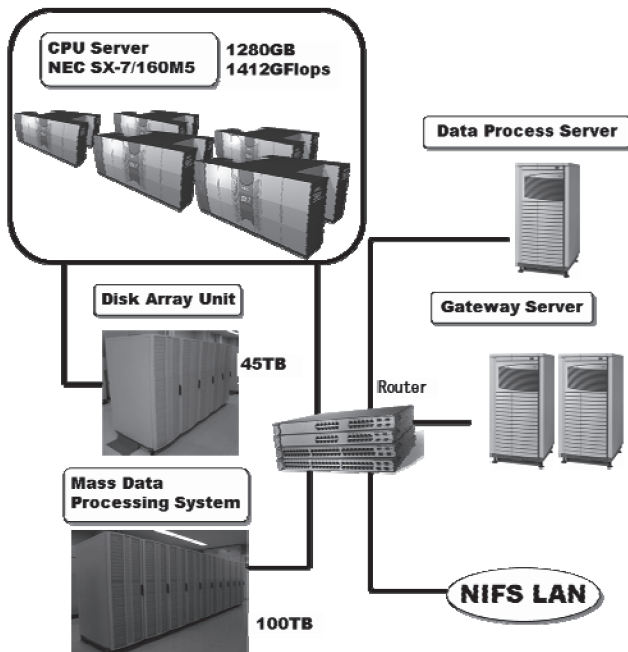 CPU Server 1280GB
NEC SX-7/160M5 1412GFlops
Data Process Server
Disk Array Unit
Gateway Server
45TB
Router
Mass Data
Processing System
100TB
NIFS LAN